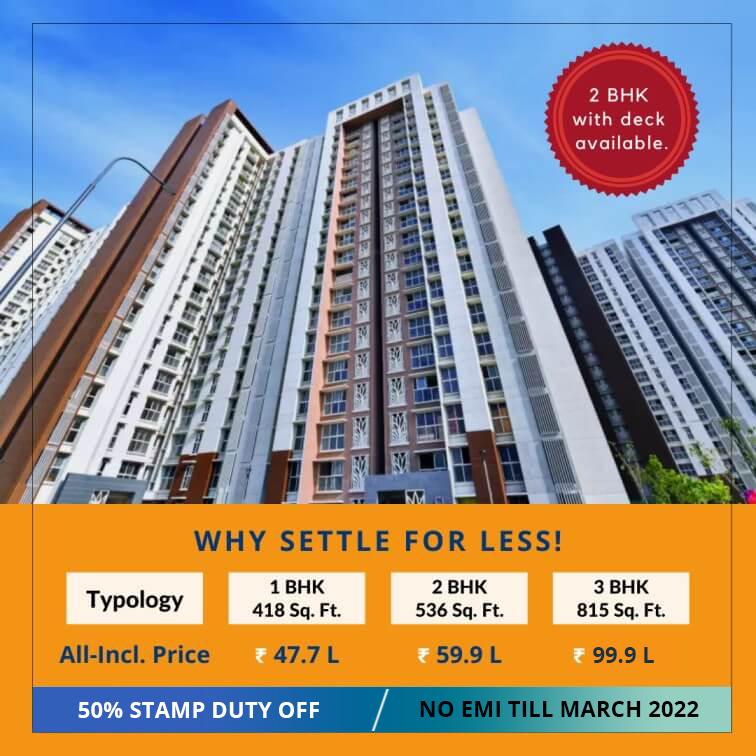 2 BHK
with deck
available.
WHY SETTLE FOR LESS!
Typology
1 BHK
418 Sq. Ft.
2 BHK
536 Sq. Ft.
3 BHK
815 Sq. Ft.
All-Incl. Price
₹ 47.7 L
₹ 59.9 L
₹ 99.9 L
50% STAMP DUTY OFF / NO EMI TILL MARCH 2022